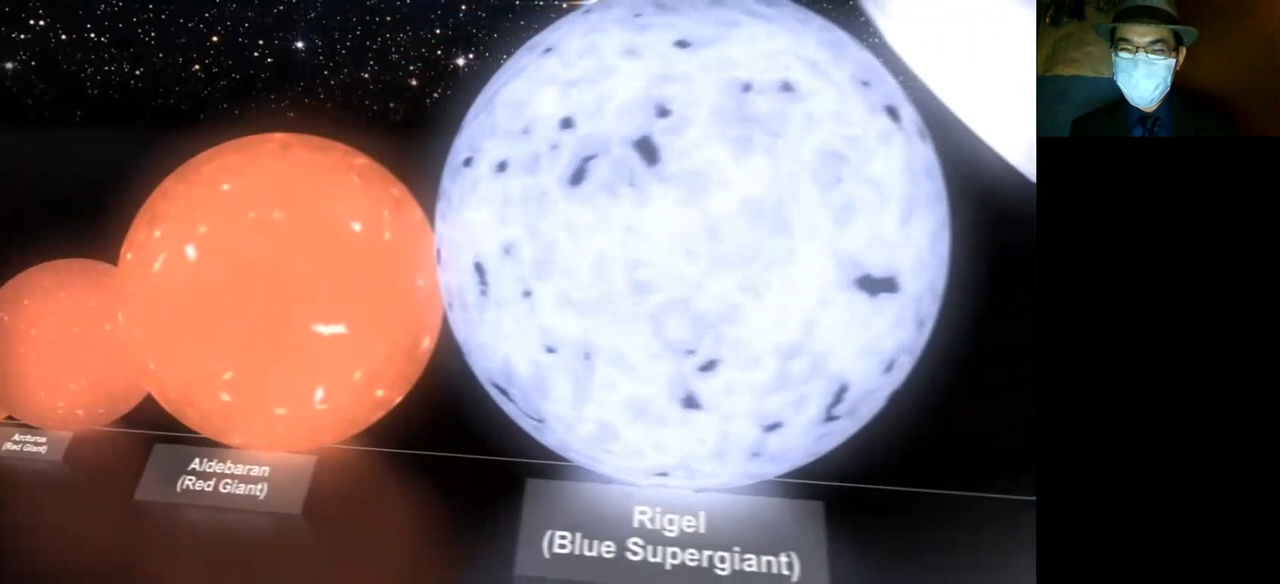 Arcturus
(Red Giant)
Aldebaran
(Red Giant)
Rigel
(Blue Supergiant)